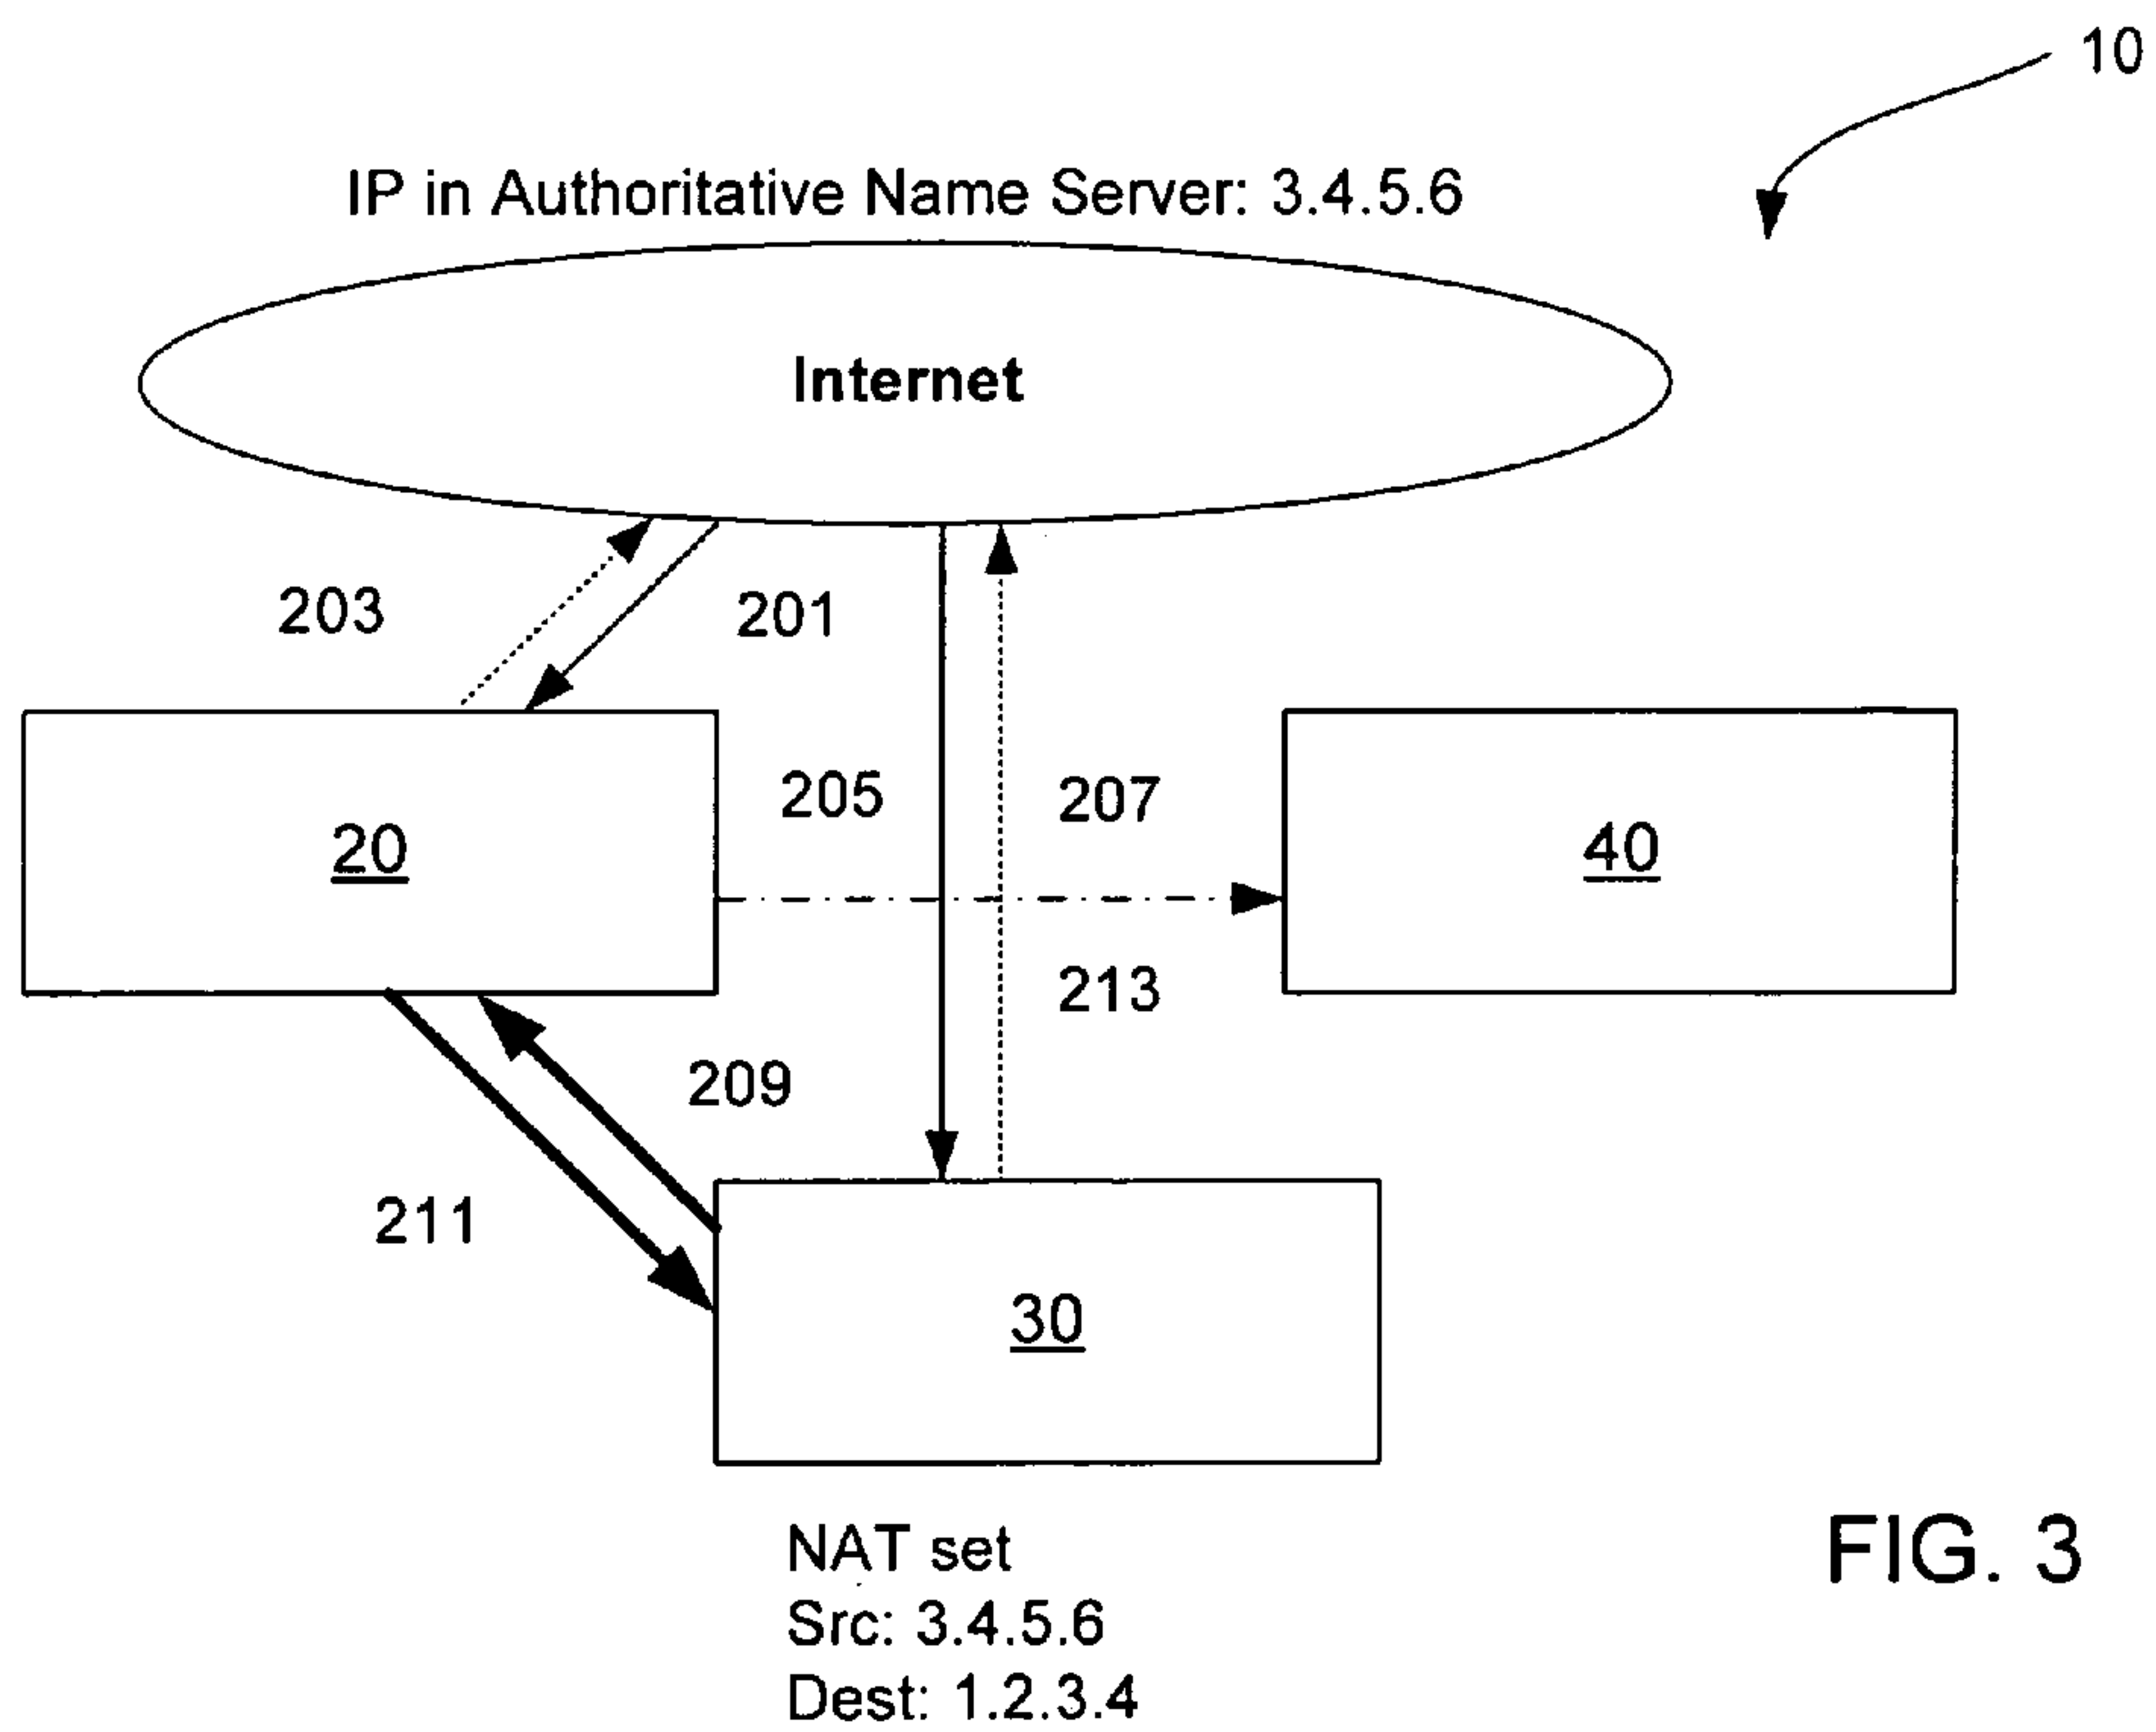 10
IP in Authoritative Name Server: 3.4.5.6
Internet
203
201
205
207
20
40
213
209
211
30
NAT set
Src: 3.4.5.6
Dest: 1.2.3.4
FIG. 3